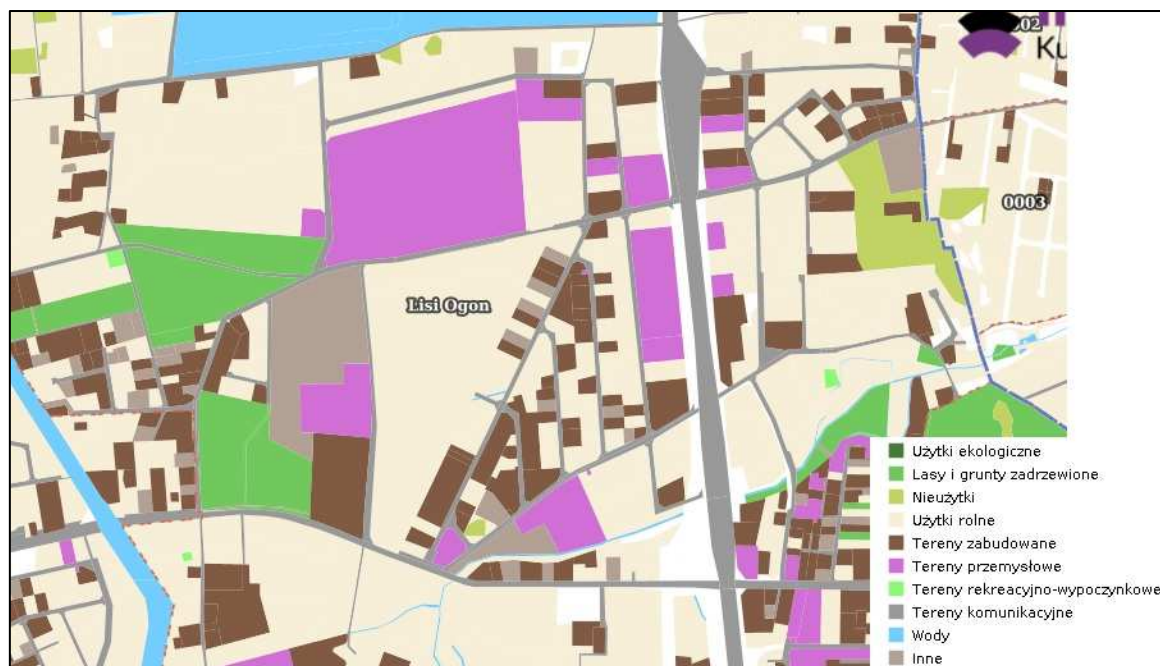 02
Ku
0003
Lisi Ogon
Użytki ekologiczne
Lasy i grunty zadrzewione
Nieużytki
Użytki rolne
Tereny zabudowane
Tereny przemysłowe
Tereny rekreacyjno-wypoczynkowe
Tereny komunikacyjne
Wody
Inne